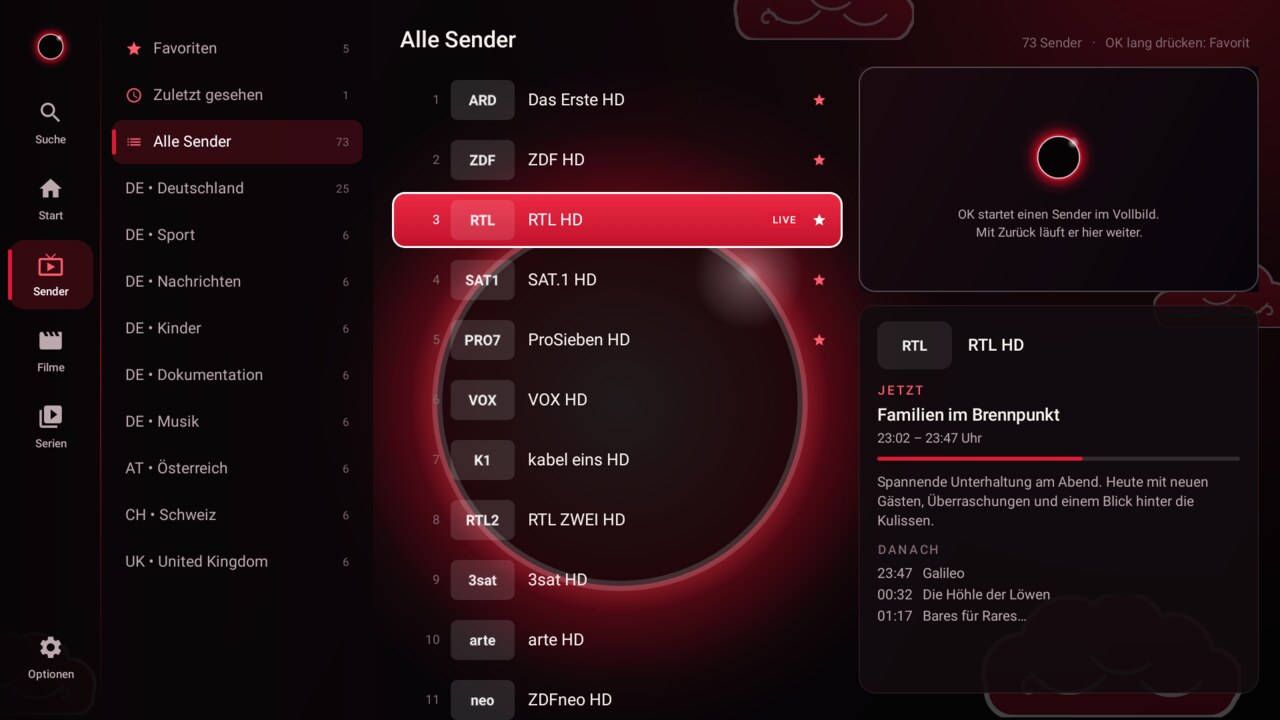 Suche
Start
Sender
Filme
Serien
Optionen
Favoriten 5
Zuletzt gesehen 1
Alle Sender 73
DE • Deutschland 25
DE • Sport 6
DE • Nachrichten 6
DE • Kinder 6
DE • Dokumentation 6
DE • Musik 6
AT • Österreich 6
CH • Schweiz 6
UK • United Kingdom 6
Alle Sender
73 Sender · OK lang drücken: Favorit
1 ARD Das Erste HD
2 ZDF ZDF HD
3 RTL RTL HD LIVE
4 SAT1 SAT.1 HD
5 PRO7 ProSieben HD
6 VOX VOX HD
7 K1 kabel eins HD
8 RTL2 RTL ZWEI HD
9 3sat 3sat HD
10 arte arte HD
11 neo ZDFneo HD
OK startet einen Sender im Vollbild.
Mit Zurück läuft er hier weiter.
RTL RTL HD
JETZT
Familien im Brennpunkt
23:02 – 23:47 Uhr
Spannende Unterhaltung am Abend. Heute mit neuen
Gästen, Überraschungen und einem Blick hinter die
Kulissen.
DANACH
23:47 Galileo
00:32 Die Höhle der Löwen
01:17 Bares für Rares…